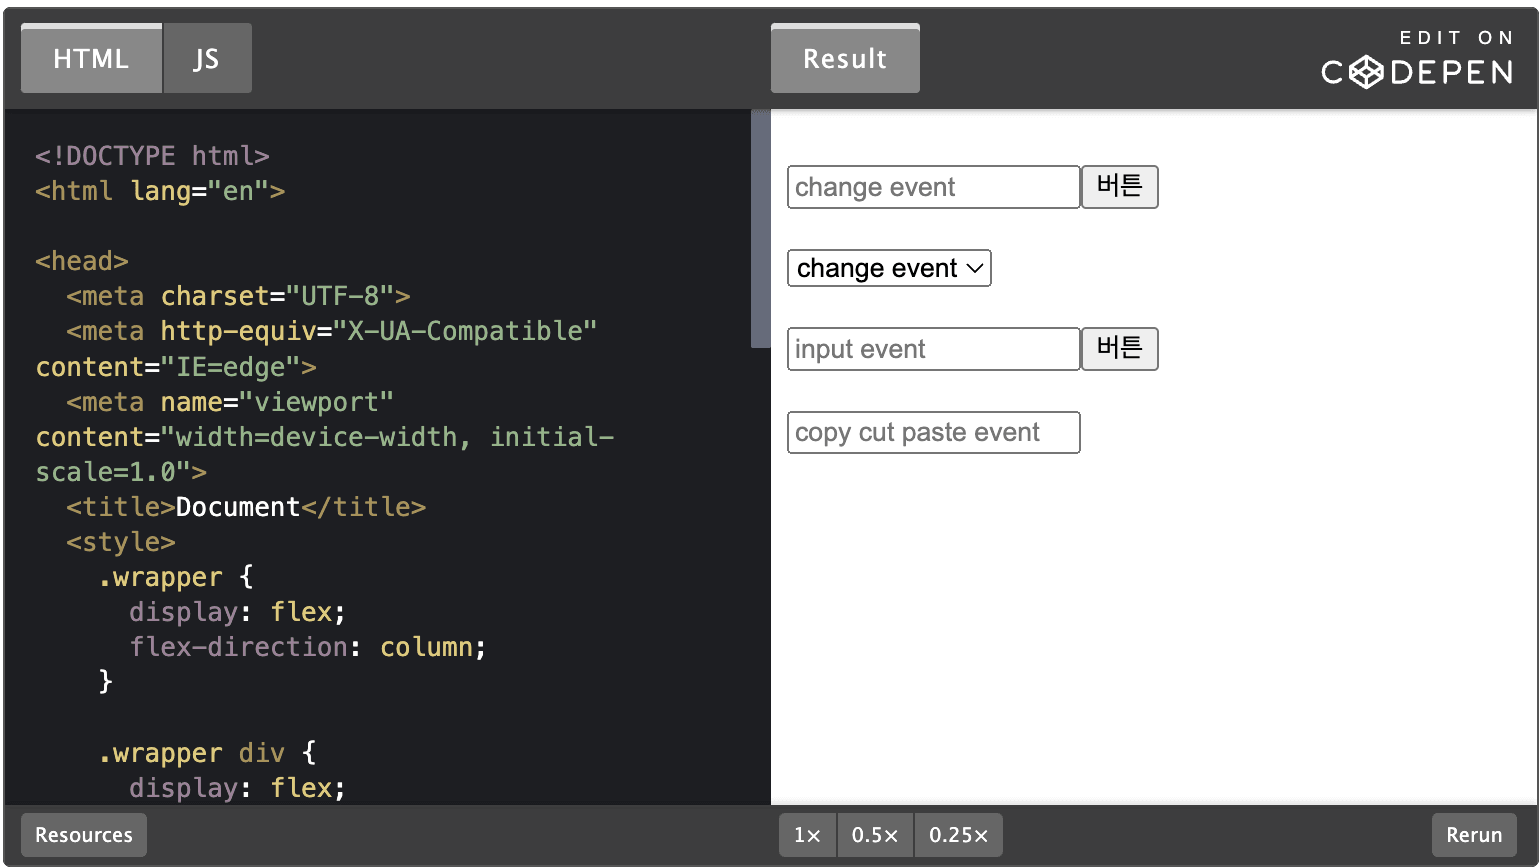 HTML JS
Result
EDIT ON
CODEPEN
<!DOCTYPE html>
<html lang="en">
<head>
<meta charset="UTF-8">
<meta http-equiv="X-UA-Compatible"
content="IE=edge">
<meta name="viewport"
content="width=device-width, initial-
scale=1.0">
<title>Document</title>
<style>
.wrapper {
display: flex;
flex-direction: column;
}
.wrapper div {
display: flex;
change event 버튼
change event
input event 버튼
copy cut paste event
Resources
1× 0.5× 0.25×
Rerun